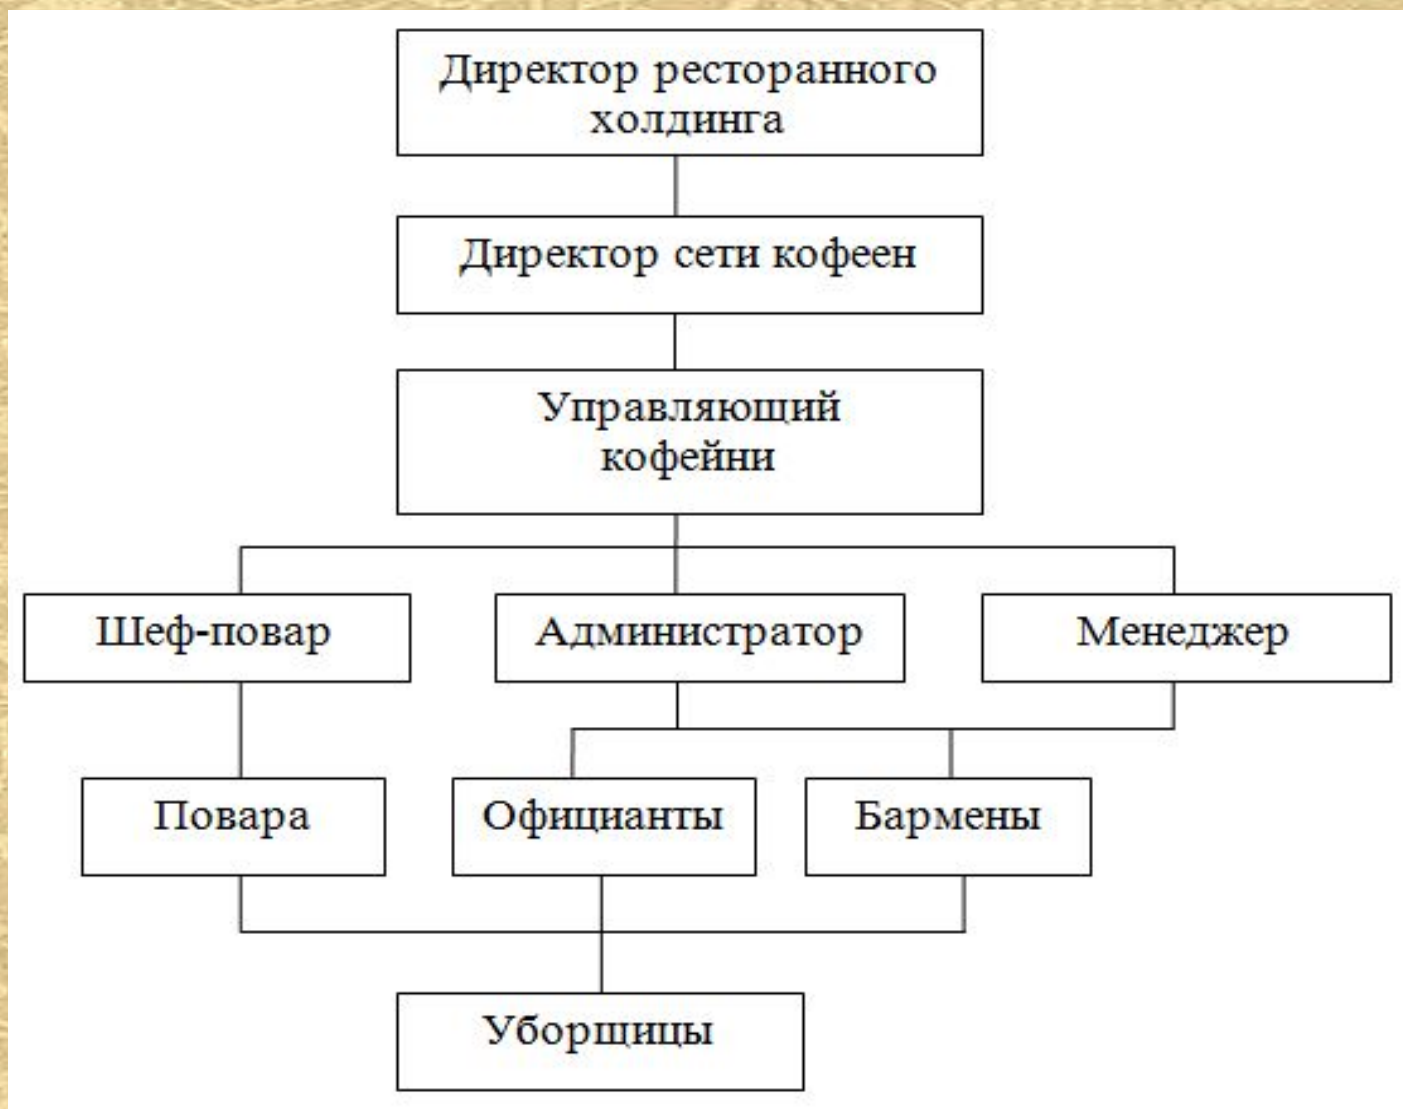 Директор ресторанного
холдинга
Директор сети кофеен
Управляющий
кофейни
Шеф-повар
Администратор
Менеджер
Повара
Официанты
Бармены
Уборщицы